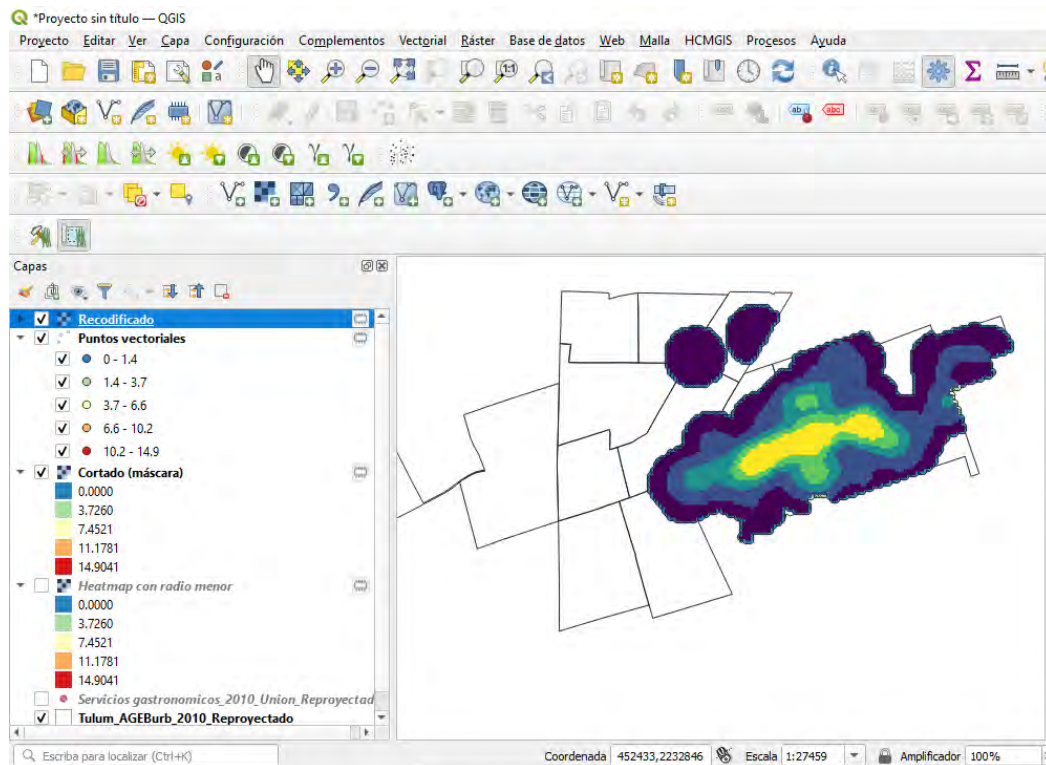 *Proyecto sin título — QGIS
Proyecto Editar Ver Capa Configuración Complementos Vectorial Ráster Base de datos Web Malla HCMGIS Procesos Ayuda
Capas
Recodificado
Puntos vectoriales
0 - 1.4
1.4 - 3.7
3.7 - 6.6
6.6 - 10.2
10.2 - 14.9
Cortado (máscara)
0.0000
3.7260
7.4521
11.1781
14.9041
Heatmap con radio menor
0.0000
3.7260
7.4521
11.1781
14.9041
Servicios gastronomicos_2010_Union_Reproyectad
Tulum_AGEBurb_2010_Reproyectado
Escriba para localizar (Ctrl+K) Coordenada 452433,2232846 Escala 1:27459 Amplificador 100%